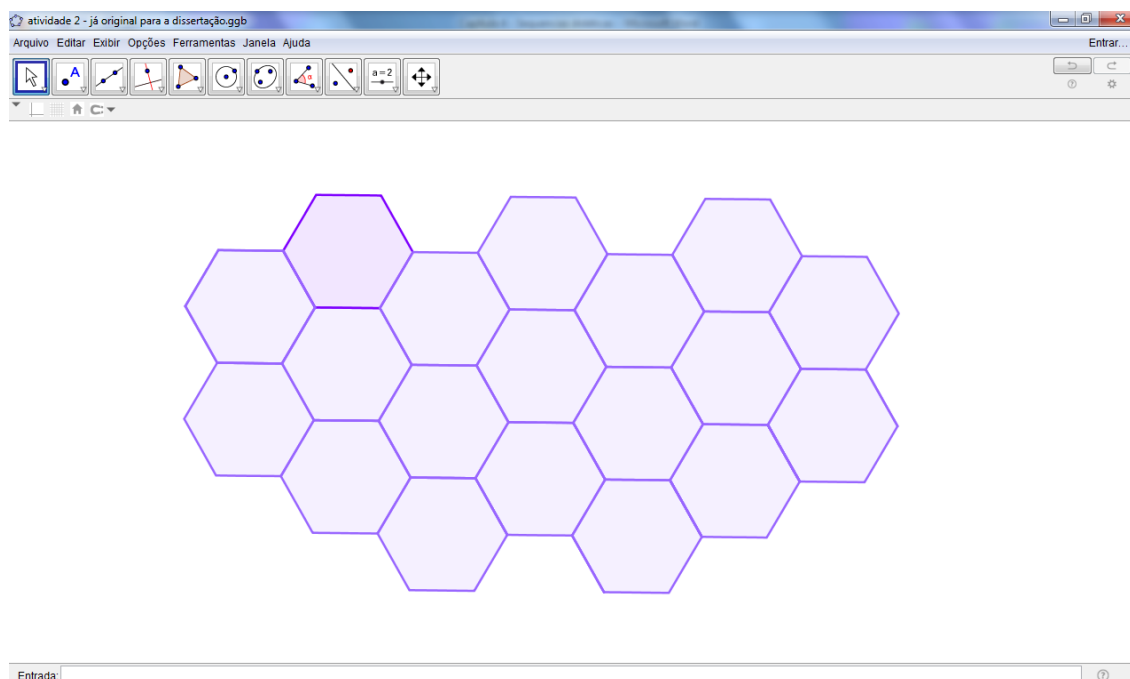 atividade 2 - já original para a dissertação.ggb
Arquivo Editar Exibir Opções Ferramentas Janela Ajuda
Entrar...
A
α
a=2
Entrada: